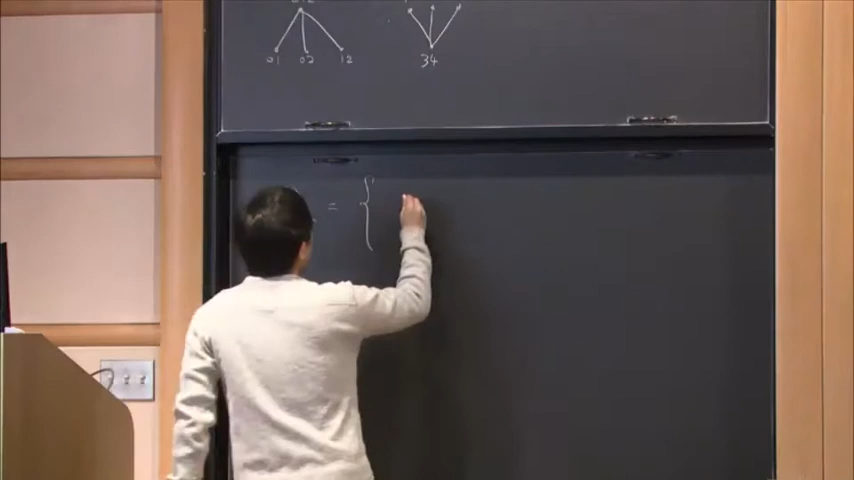 01 02 12 34
= {